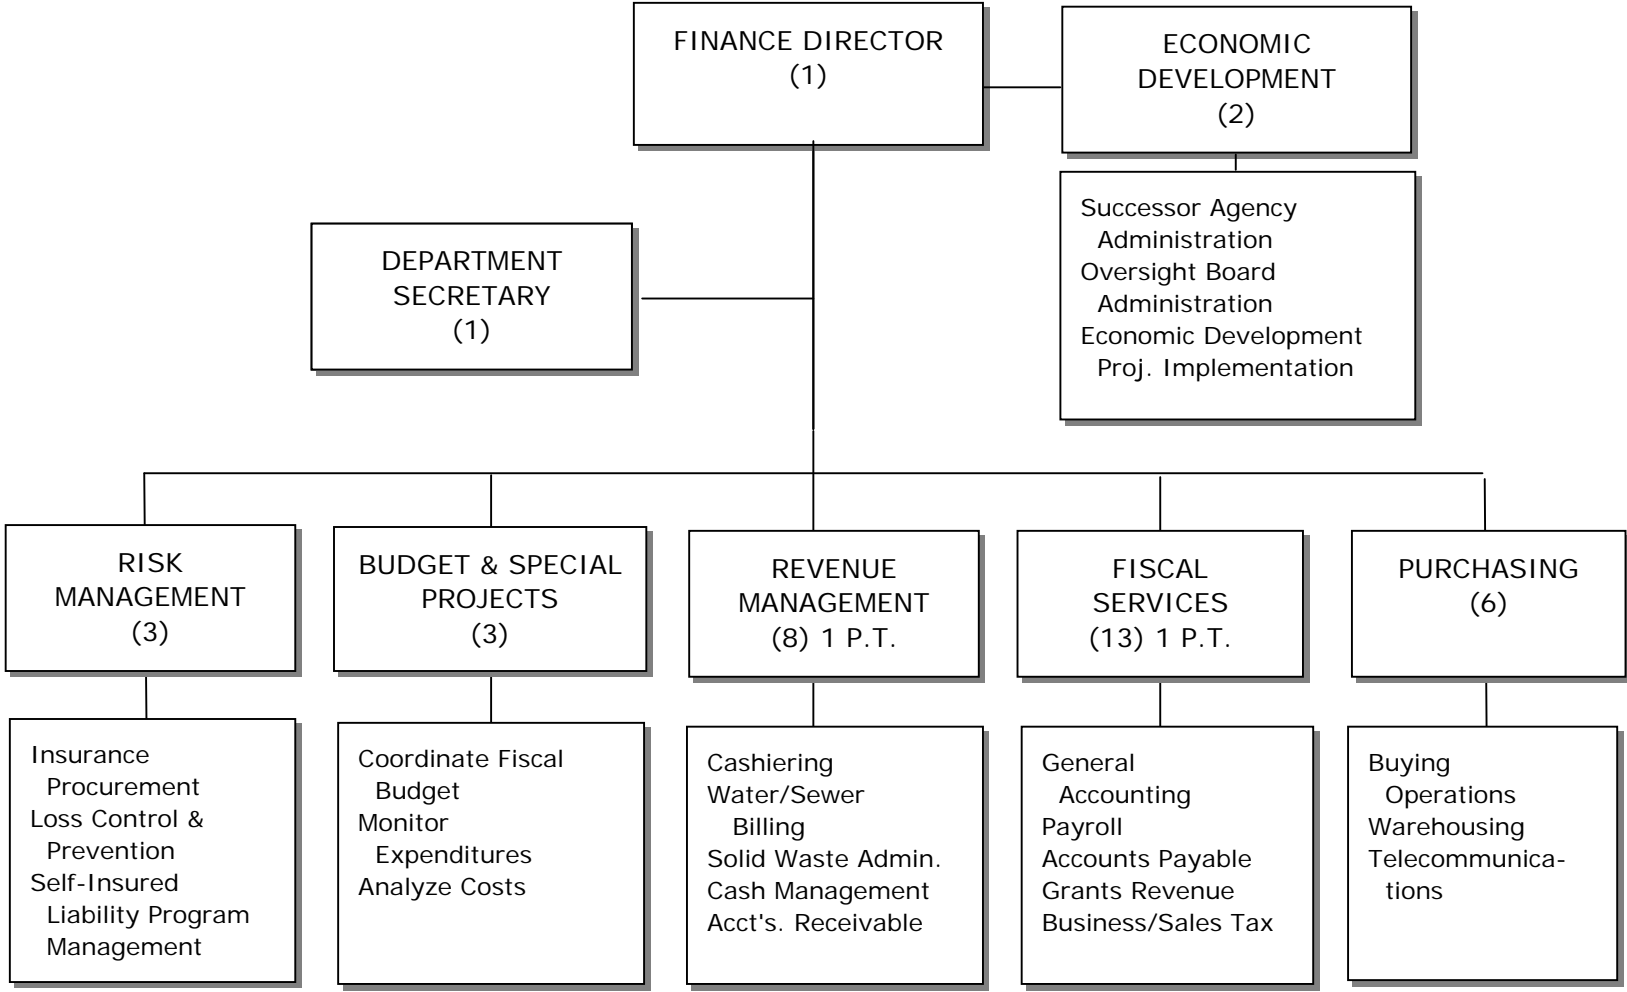 FINANCE DIRECTOR
(1)
ECONOMIC
DEVELOPMENT
(2)
Successor Agency
Administration
Oversight Board
Administration
Economic Development
Proj. Implementation
DEPARTMENT
SECRETARY
(1)
RISK
MANAGEMENT
(3)
BUDGET & SPECIAL
PROJECTS
(3)
REVENUE
MANAGEMENT
(8) 1 P.T.
FISCAL
SERVICES
(13) 1 P.T.
PURCHASING
(6)
Insurance
Procurement
Loss Control &
Prevention
Self-Insured
Liability Program
Management
Coordinate Fiscal
Budget
Monitor
Expenditures
Analyze Costs
Cashiering
Water/Sewer
Billing
Solid Waste Admin.
Cash Management
Acct's. Receivable
General
Accounting
Payroll
Accounts Payable
Grants Revenue
Business/Sales Tax
Buying
Operations
Warehousing
Telecommunica-
tions